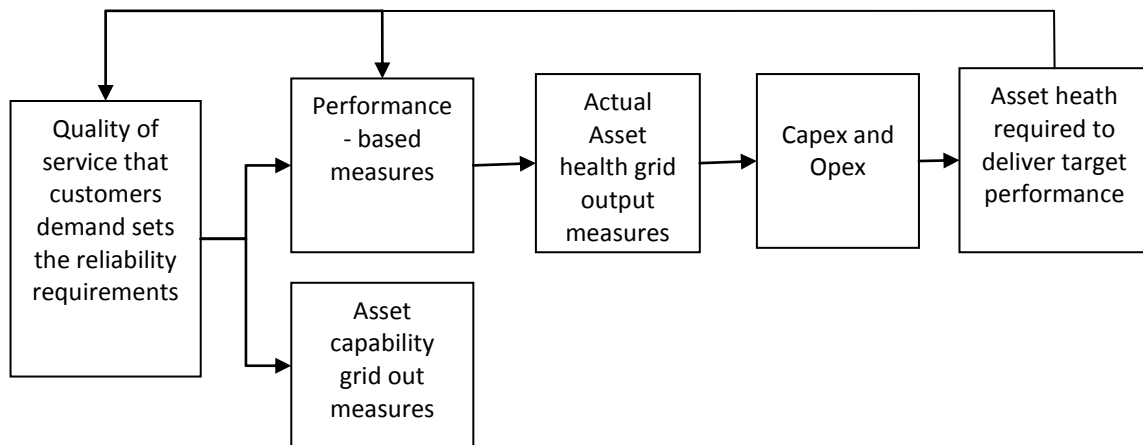 Quality of
service that
customers
demand sets
the reliability
requirements
Performance
- based
measures
Asset
capability
grid out
measures
Actual
Asset
health grid
output
measures
Capex and
Opex
Asset heath
required to
deliver target
performance